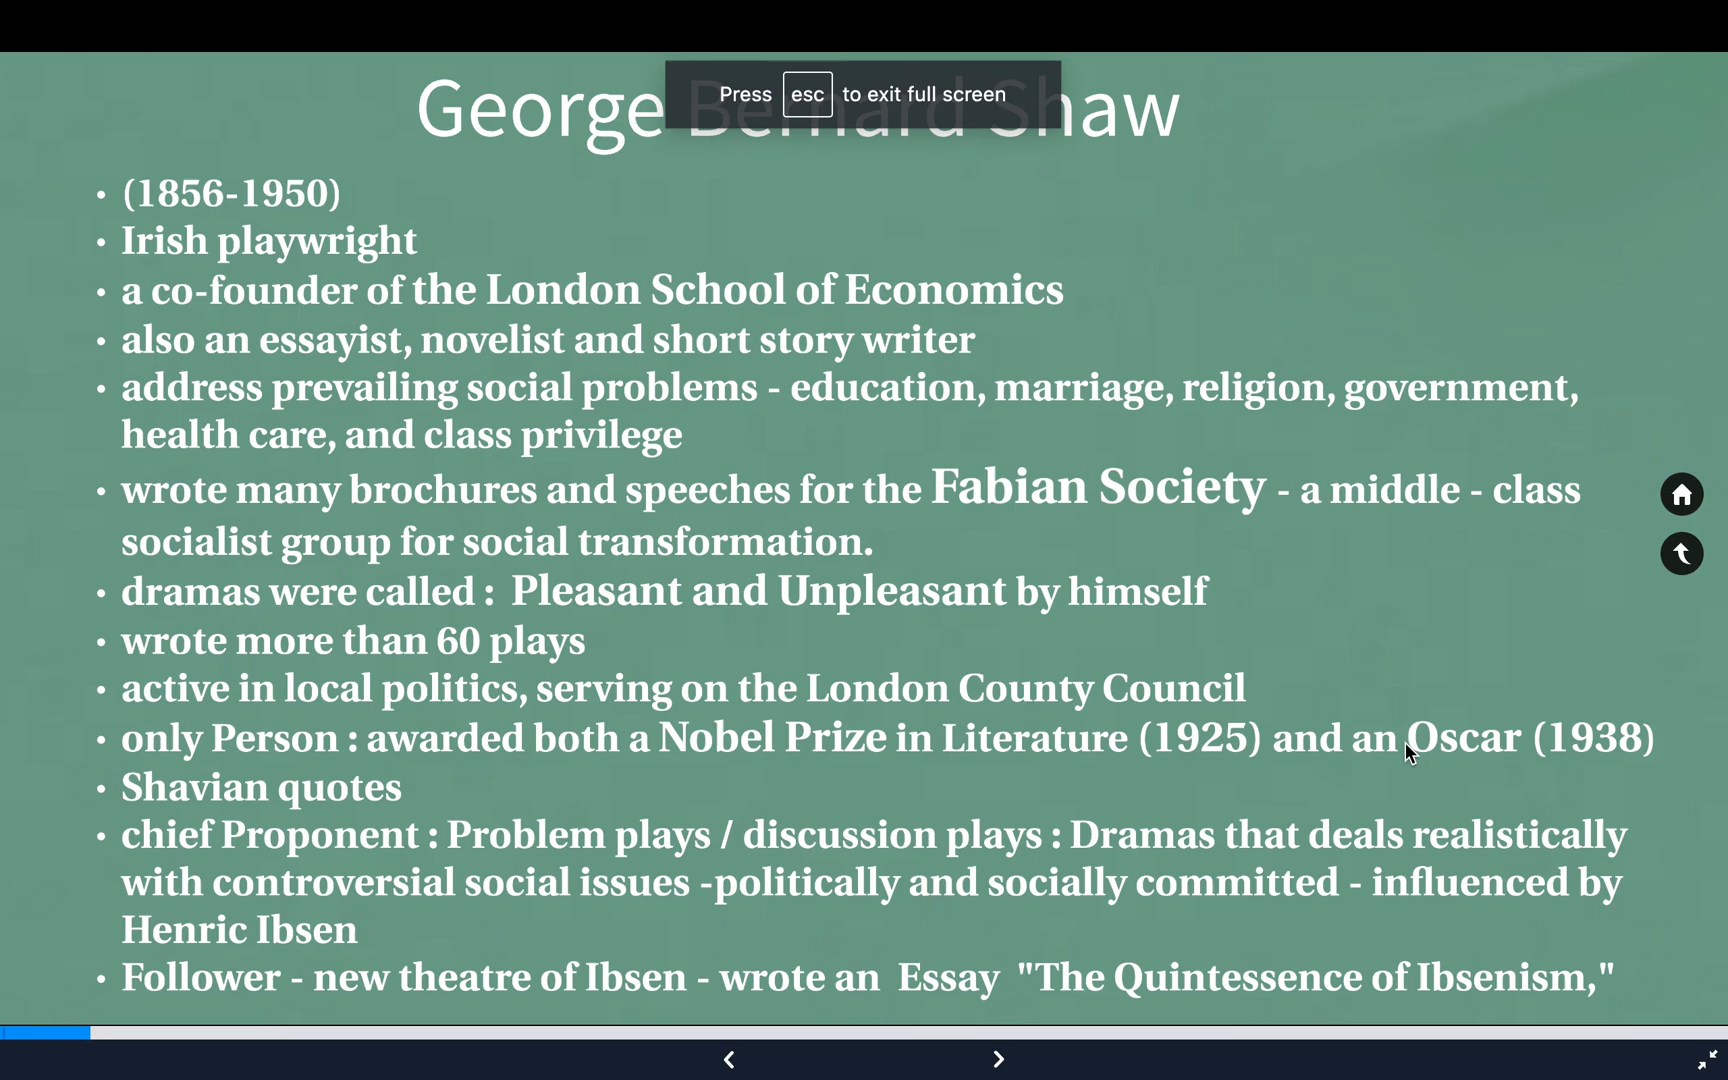 George Bernard Shaw
Press esc to exit full screen
• (1856-1950)
• Irish playwright
• a co-founder of the London School of Economics
• also an essayist, novelist and short story writer
• address prevailing social problems - education, marriage, religion, government,
health care, and class privilege
• wrote many brochures and speeches for the Fabian Society - a middle - class
socialist group for social transformation.
• dramas were called : Pleasant and Unpleasant by himself
• wrote more than 60 plays
• active in local politics, serving on the London County Council
• only Person : awarded both a Nobel Prize in Literature (1925) and an Oscar (1938)
• Shavian quotes
• chief Proponent : Problem plays / discussion plays : Dramas that deals realistically
with controversial social issues -politically and socially committed - influenced by
Henric Ibsen
• Follower - new theatre of Ibsen - wrote an Essay "The Quintessence of Ibsenism,"